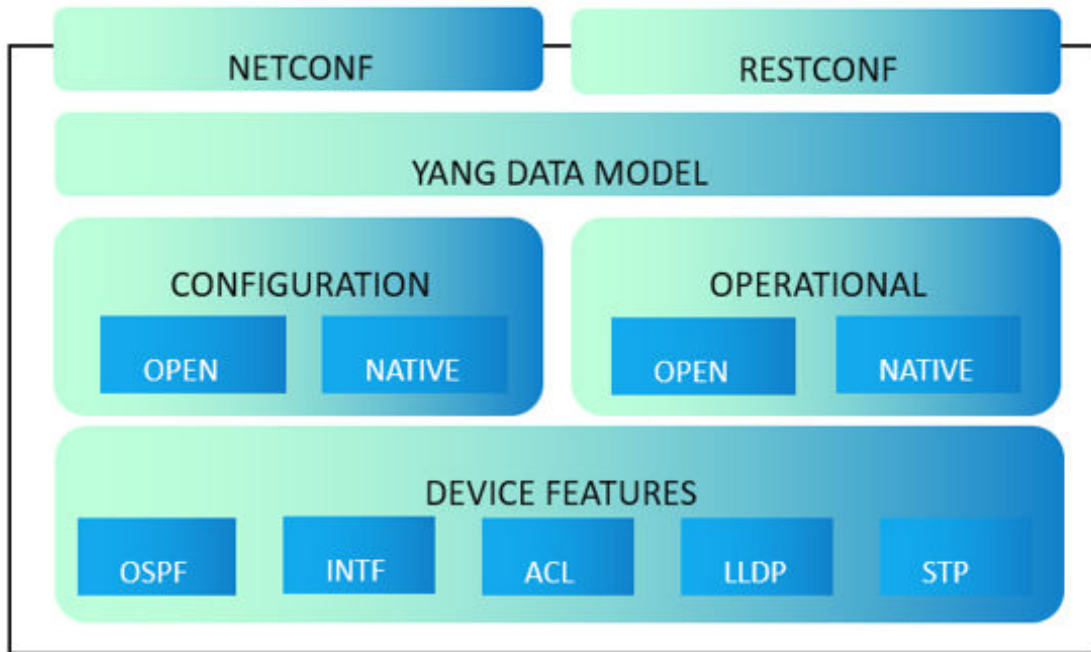 NETCONF
RESTCONF
YANG DATA MODEL
CONFIGURATION
OPEN
NATIVE
OPERATIONAL
OPEN
NATIVE
DEVICE FEATURES
OSPF
INTF
ACL
LLDP
STP